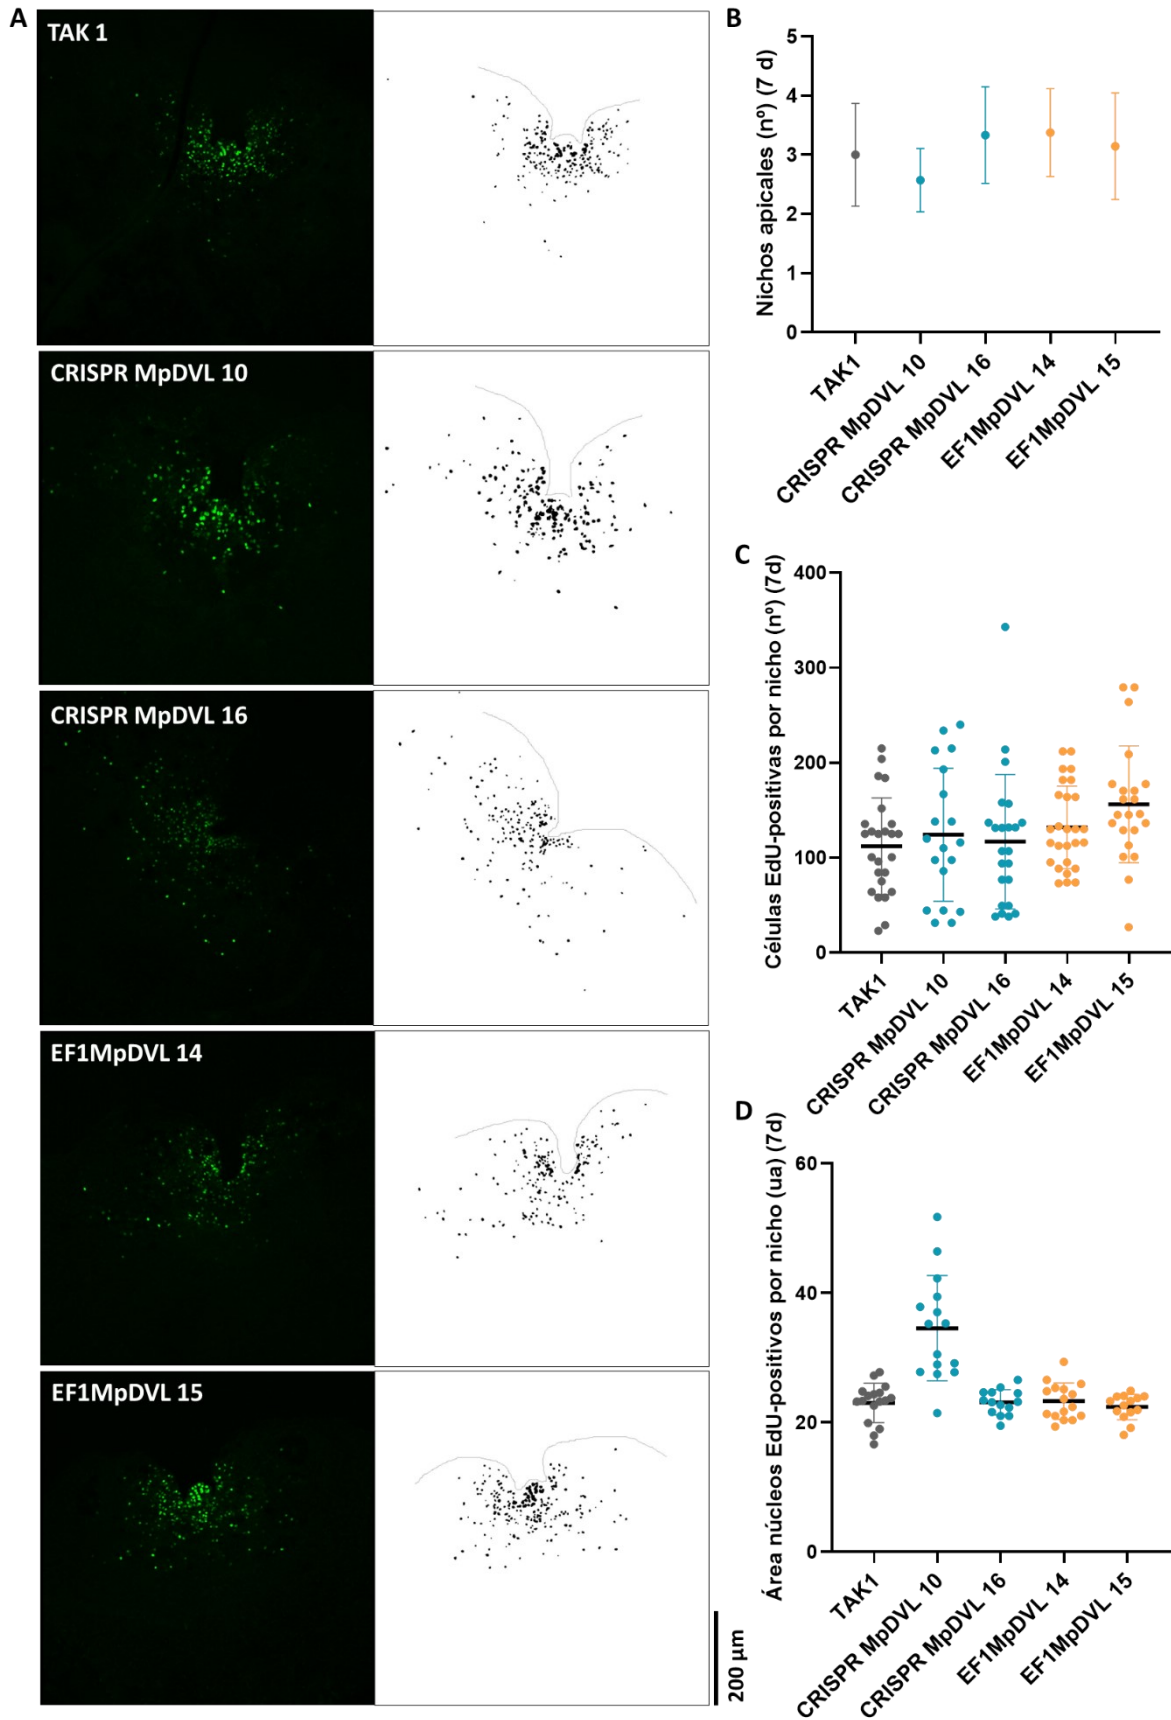 A
TAK 1
CRISPR MpDVL 10
CRISPR MpDVL 16
EF1MpDVL 14
EF1MpDVL 15
200 µm
B
Nichos apicales (nº) (7 d)
5
4
3
2
1
0
TAK1
CRISPR MpDVL 10
CRISPR MpDVL 16
EF1MpDVL 14
EF1MpDVL 15
C
Células EdU-positivas por nicho (nº) (7d)
400
300
200
100
0
TAK1
CRISPR MpDVL 10
CRISPR MpDVL 16
EF1MpDVL 14
EF1MpDVL 15
D
Área núcleos EdU-positivos por nicho (ua) (7d)
60
40
20
0
TAK1
CRISPR MpDVL 10
CRISPR MpDVL 16
EF1MpDVL 14
EF1MpDVL 15